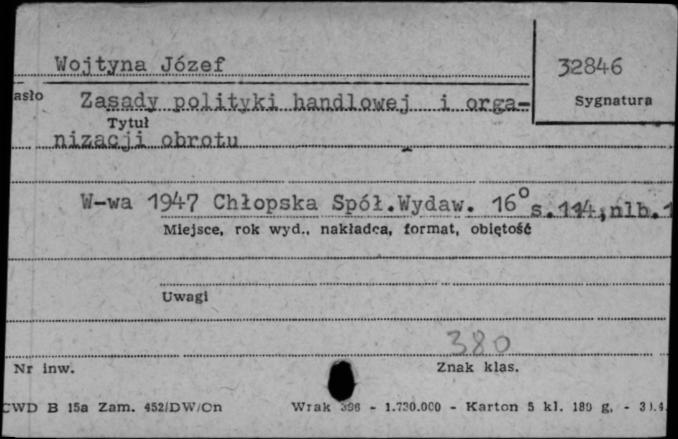 Wojtyna Józef
32846
asło Zasady polityki handlowej i orga-
Sygnatura
Tytuł
nizacji obrotu
W-wa 1947 Chłopska Spół.Wydaw. 16° s.114,nlb.1
Miejsce, rok wyd., nakładca, format, objętość
Uwagi
380
Nr inw. Znak klas.
CWD B 15a Zam. 452/DW/Cn Wrak 396 - 1.730.000 - Karton 5 kl. 180 g, -